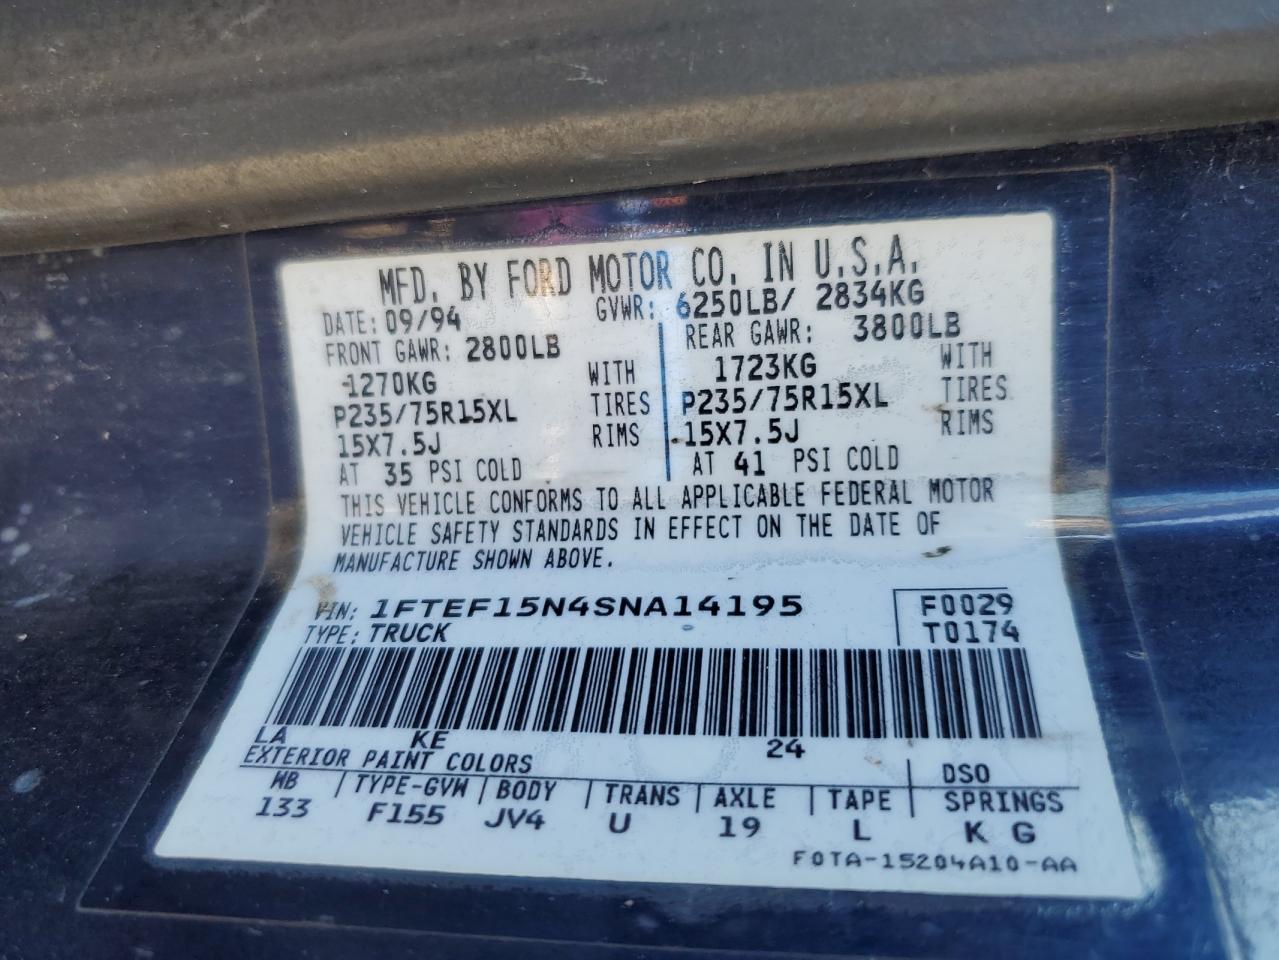 MFD. BY FORD MOTOR CO. IN U.S.A.
DATE: 09/94 GVWR: 6250LB/ 2834KG
FRONT GAWR: 2800LB REAR GAWR: 3800LB
1270KG WITH 1723KG WITH
P235/75R15XL TIRES P235/75R15XL TIRES
15X7.5J RIMS 15X7.5J RIMS
AT 35 PSI COLD AT 41 PSI COLD
THIS VEHICLE CONFORMS TO ALL APPLICABLE FEDERAL MOTOR
VEHICLE SAFETY STANDARDS IN EFFECT ON THE DATE OF
MANUFACTURE SHOWN ABOVE.
VIN: 1FTEF15N4SNA14195 F0029
TYPE: TRUCK T0174
LA KE 24
EXTERIOR PAINT COLORS DSO
WB TYPE-GVW BODY TRANS AXLE TAPE SPRINGS
133 F155 JV4 U 19 L K G
F0TA-15204A10-AA